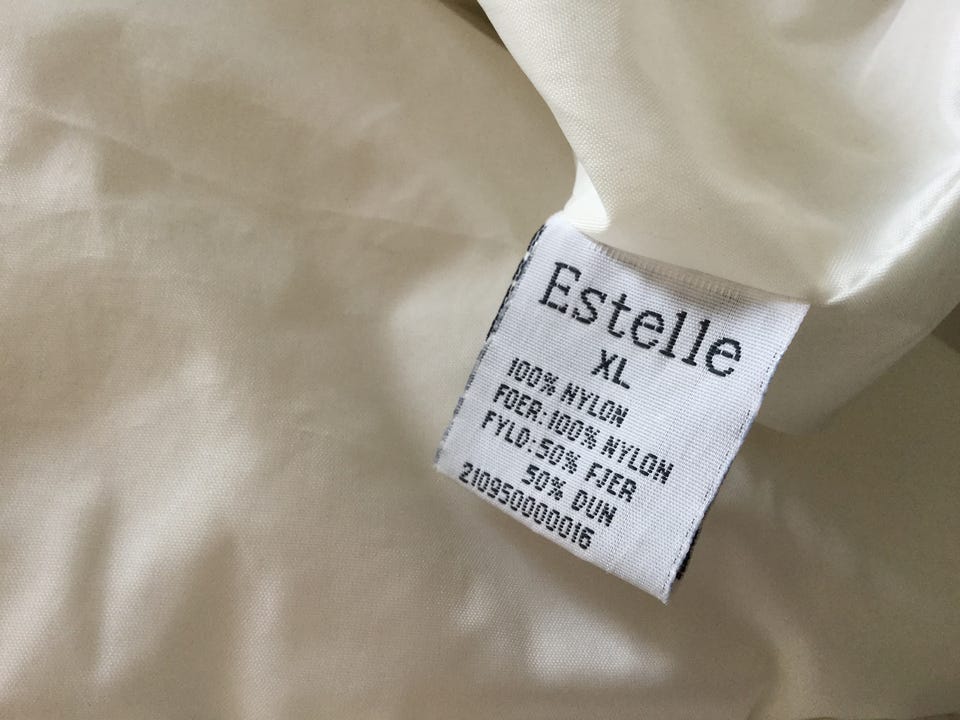 Estelle
XL
100% NYLON
FOER:100% NYLON
FYLD:50% FJER
50% DUN
210950000016